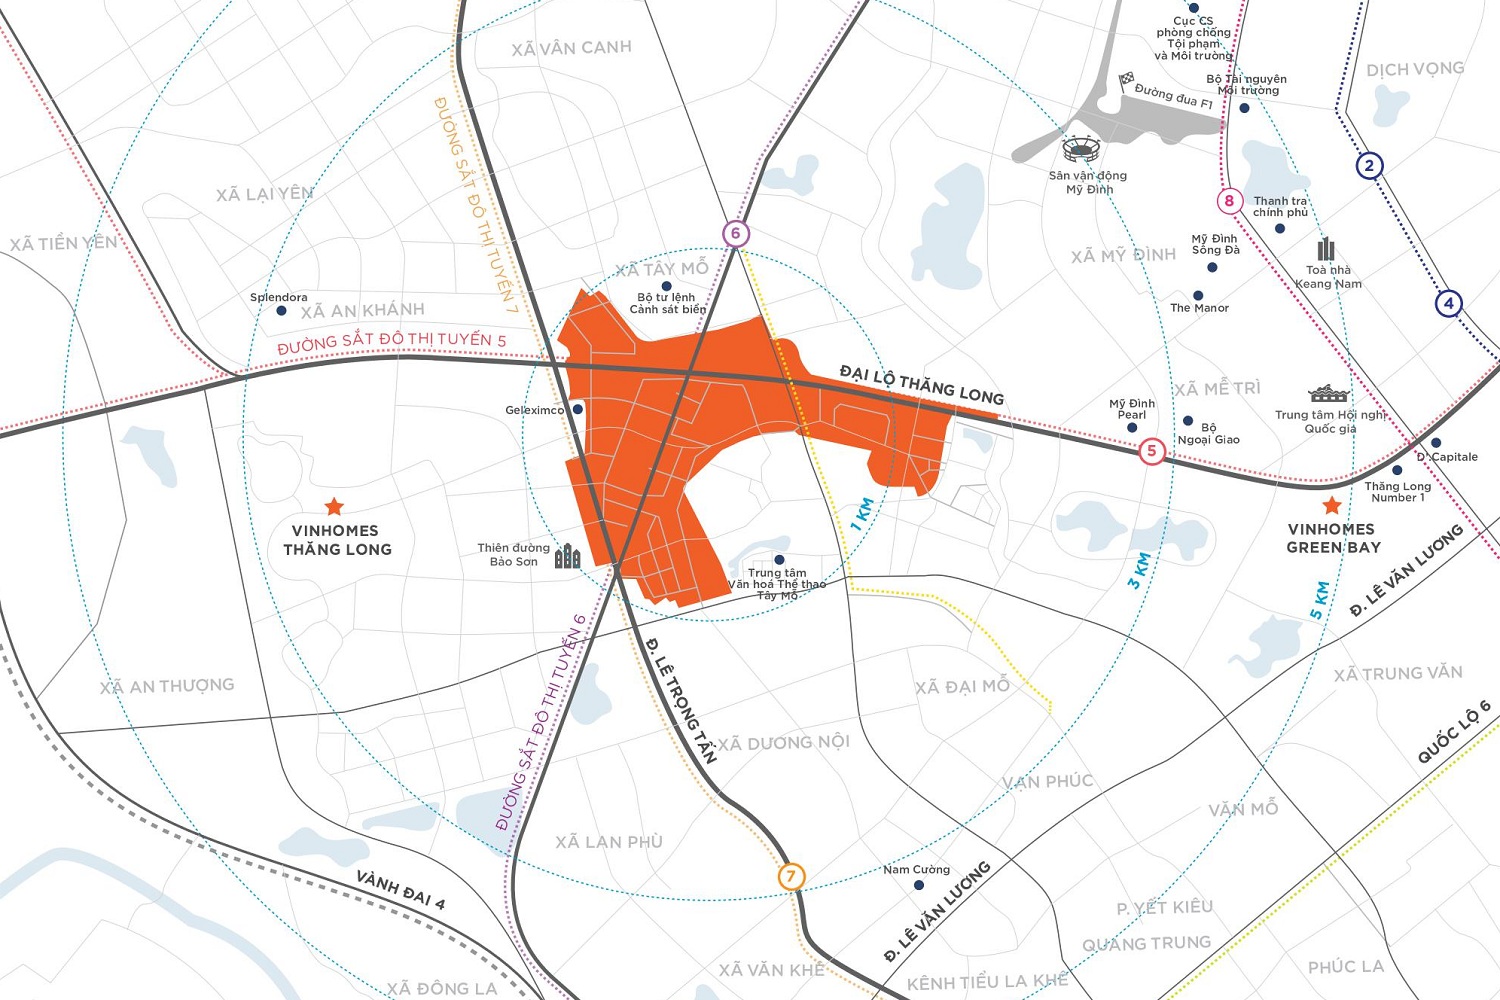 Cục CS
phòng chống
Tội phạm
và Môi trường
XÃ VÂN CANH
DỊCH VỌNG
Bộ Tài nguyên
Môi trường
Đường đua F1
ĐƯỜNG SẮT ĐÔ THỊ TUYẾN 7
2
Sân vận động
Mỹ Đình
XÃ LẠI YÊN
8
Thanh tra
chính phủ
XÃ TIỀN YÊN
6
Mỹ Đình
Sông Đà
XÃ MỸ ĐÌNH
XÃ TÂY MỖ
Toà nhà
Keang Nam
Bộ tư lệnh
Cảnh sát biển
Splendora
XÃ AN KHÁNH
The Manor
4
ĐƯỜNG SẮT ĐÔ THỊ TUYẾN 5
ĐẠI LỘ THĂNG LONG
XÃ MỄ TRÌ
Geleximco
Mỹ Đình
Pearl
Trung tâm Hội nghị
Quốc gia
Bộ
Ngoại Giao
5
D'.Capitale
Thăng Long
Number 1
1 KM
VINHOMES
THĂNG LONG
VINHOMES
GREEN BAY
Thiên đường
Bảo Sơn
3 KM
5 KM
Đ. LÊ VĂN LƯƠNG
Trung tâm
Văn hoá Thể thao
Tây Mỗ
ĐƯỜNG SẮT ĐÔ THỊ TUYẾN 6
Đ. LÊ TRỌNG TẤN
XÃ AN THƯỢNG
XÃ ĐẠI MỖ
XÃ TRUNG VĂN
QUỐC LỘ 6
XÃ DƯƠNG NỘI
VẠN PHÚC
VĂN MỖ
XÃ LẠN PHÙ
7
Nam Cường
VÀNH ĐAI 4
Đ. LÊ VĂN LƯƠNG
P. YẾT KIÊU
QUANG TRUNG
XÃ VĂN KHÊ
KÊNH TIỂU LA KHÊ
PHÚC LA
XÃ ĐÔNG LA